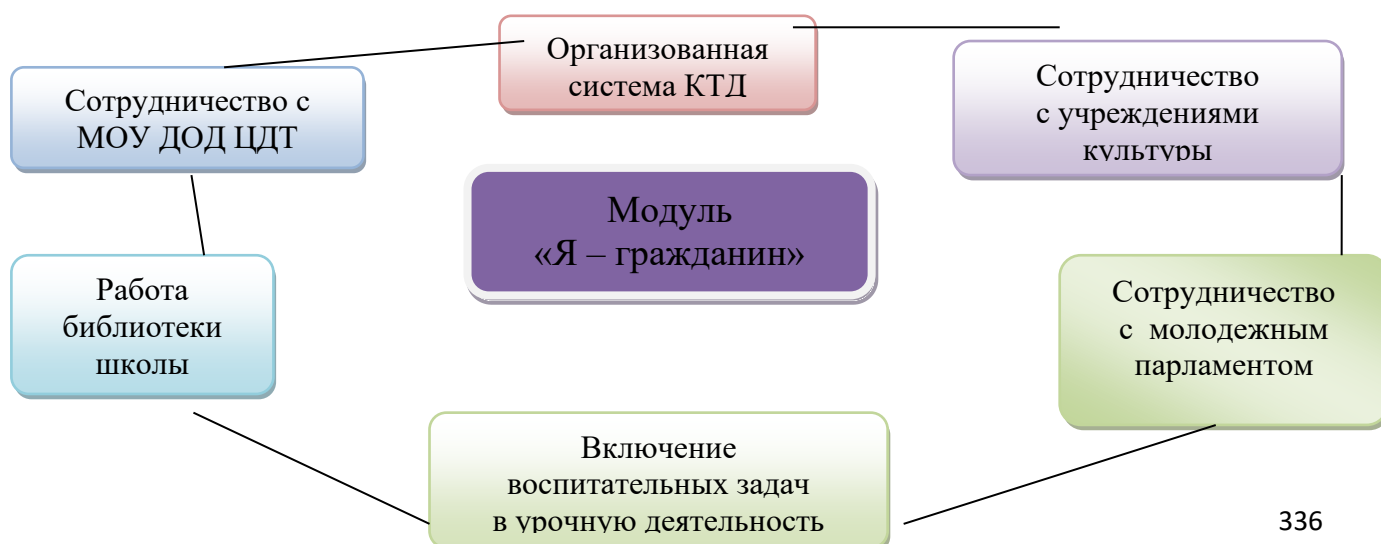 Организованная
система КТД
Сотрудничество с
МОУ ДОД ЦДТ
Сотрудничество
с учреждениями
культуры
Модуль
«Я – гражданин»
Работа
библиотеки
школы
Сотрудничество
с молодежным
парламентом
Включение
воспитательных задач
в урочную деятельность
336